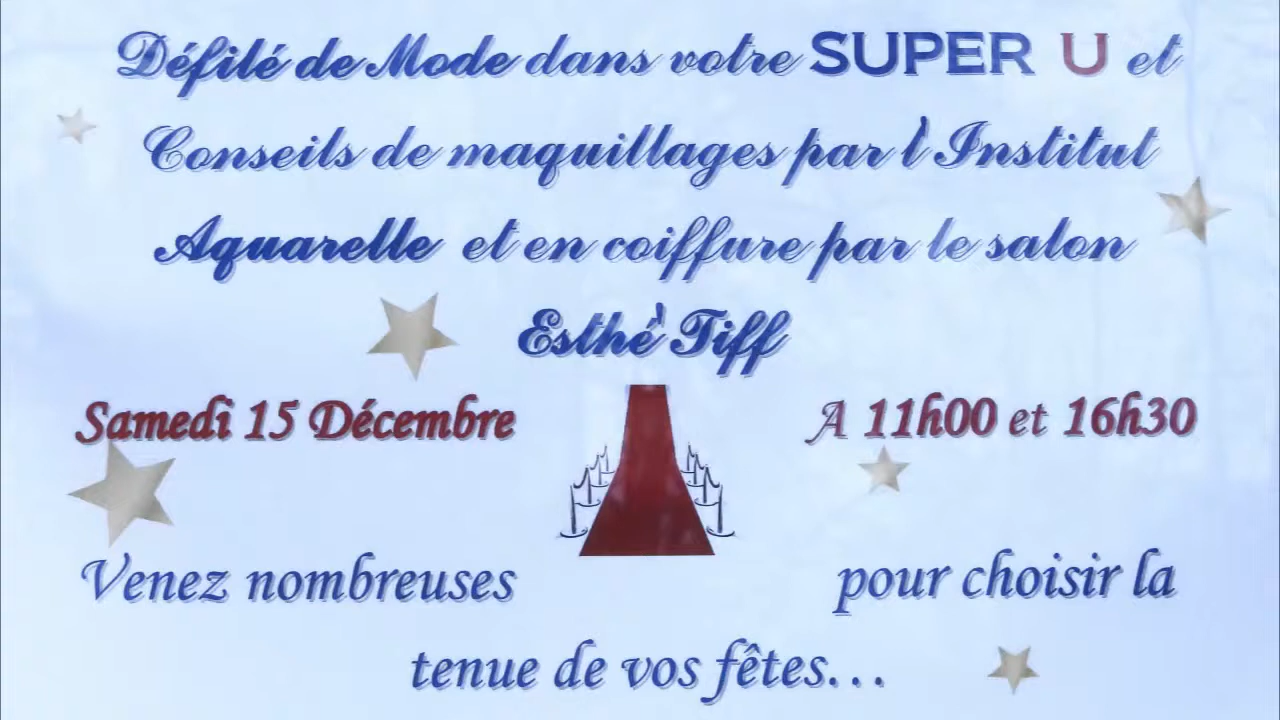 Défilé de Mode dans votre SUPER U et
Conseils de maquillages par l'Institut
Aquarelle et en coiffure par le salon
Esthé'Tiff
Samedi 15 Décembre
A 11h00 et 16h30
Venez nombreuses pour choisir la
tenue de vos fêtes…